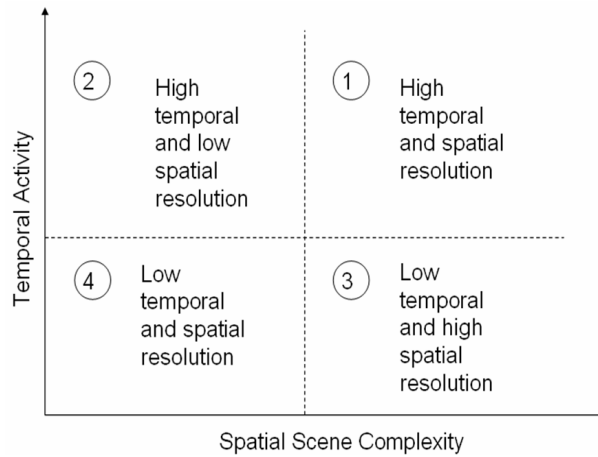 Temporal Activity
2
High
temporal
and low
spatial
resolution
1
High
temporal
and spatial
resolution
4
Low
temporal
and spatial
resolution
3
Low
temporal
and high
spatial
resolution
Spatial Scene Complexity